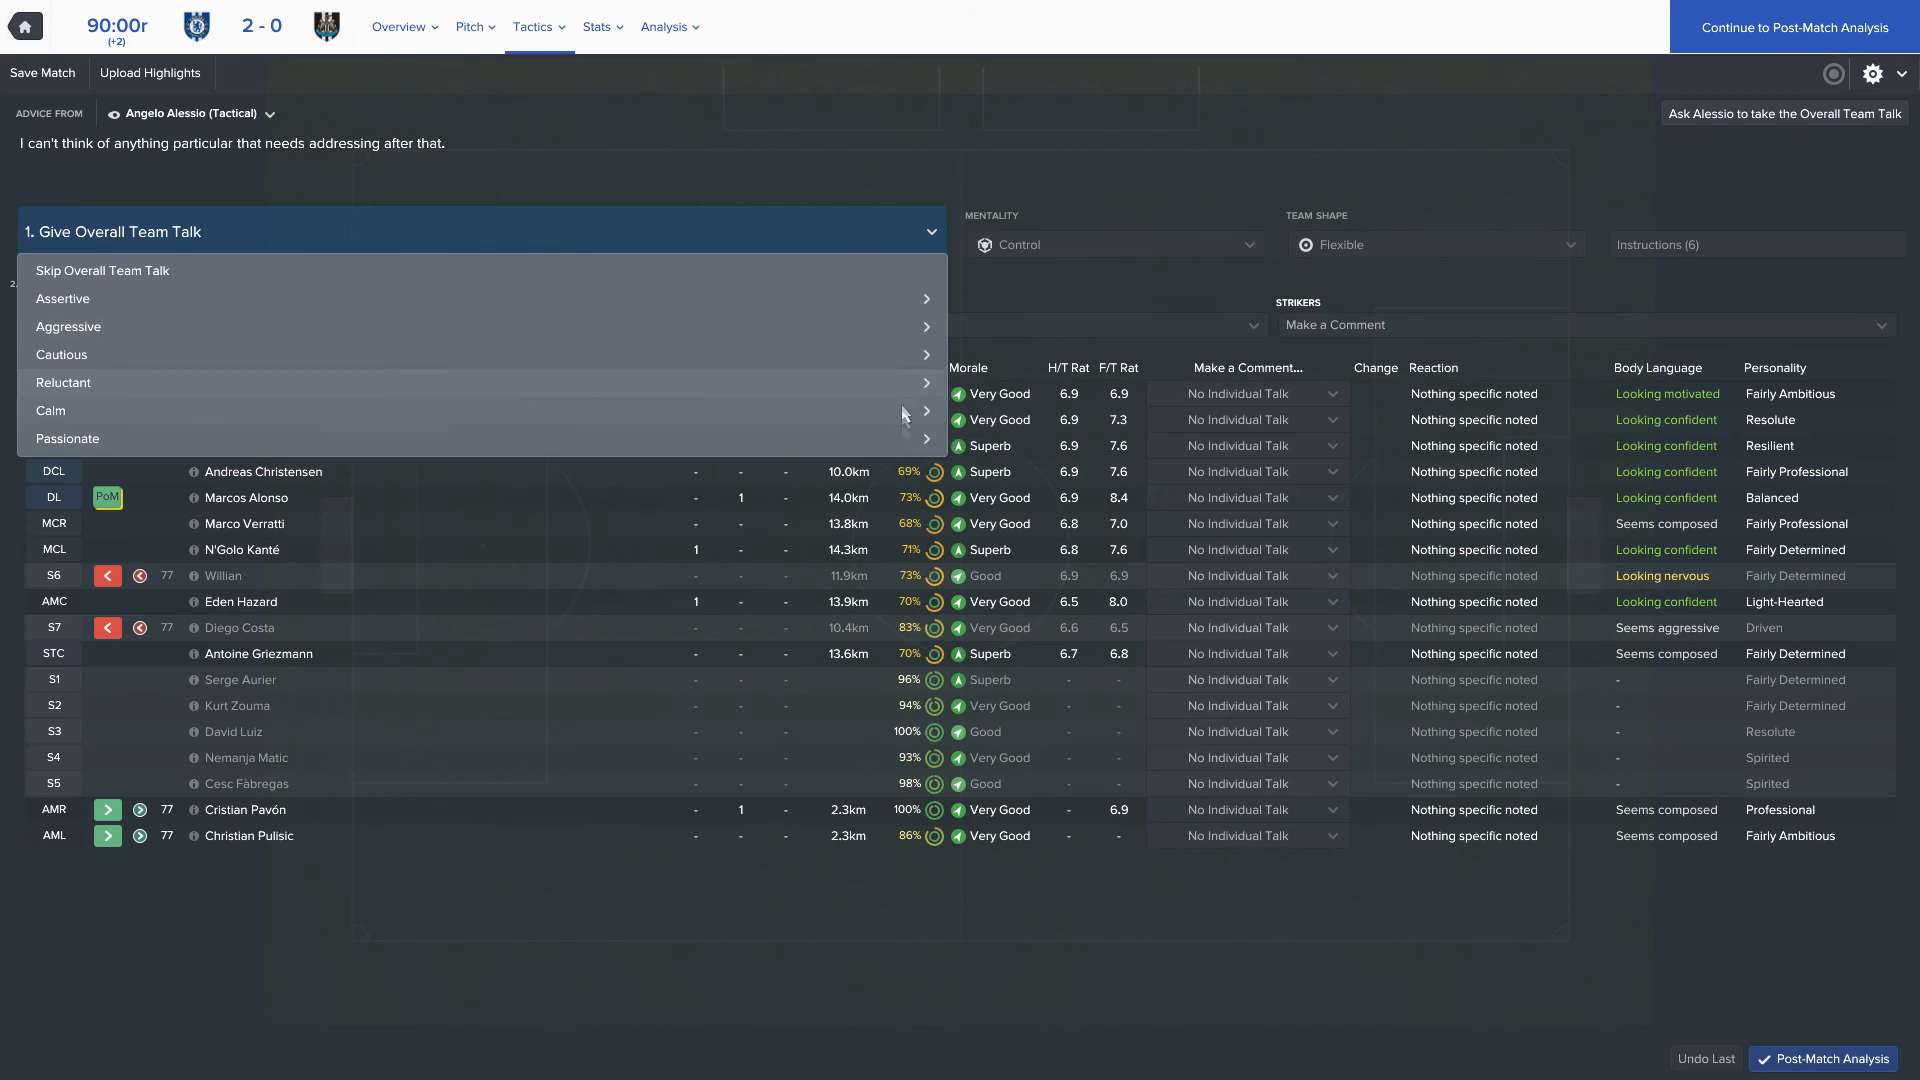 90:00r
(+2)
2 - 0
Overview
Pitch
Tactics
Stats
Analysis
Continue to Post-Match Analysis
Save Match
Upload Highlights
ADVICE FROM
Angelo Alessio (Tactical)
Ask Alessio to take the Overall Team Talk
I can't think of anything particular that needs addressing after that.
1. Give Overall Team Talk
MENTALITY
TEAM SHAPE
Control
Flexible
Instructions (6)
Skip Overall Team Talk
2.
Assertive
Aggressive
Cautious
Reluctant
Calm
Passionate
STRIKERS
Make a Comment
Morale H/T Rat F/T Rat Make a Comment... Change Reaction Body Language Personality
Very Good 6.9 6.9 No Individual Talk Nothing specific noted Looking motivated Fairly Ambitious
Very Good 6.9 7.3 No Individual Talk Nothing specific noted Looking confident Resolute
Superb 6.9 7.6 No Individual Talk Nothing specific noted Looking confident Resilient
DCL Andreas Christensen - - - 10.0km 69% Superb 6.9 7.6 No Individual Talk Nothing specific noted Looking confident Fairly Professional
DL PoM Marcos Alonso - 1 - 14.0km 73% Very Good 6.9 8.4 No Individual Talk Nothing specific noted Looking confident Balanced
MCR Marco Verratti - - - 13.8km 68% Very Good 6.8 7.0 No Individual Talk Nothing specific noted Seems composed Fairly Professional
MCL N'Golo Kanté 1 - - 14.3km 71% Superb 6.8 7.6 No Individual Talk Nothing specific noted Looking confident Fairly Determined
S6 77 Willian - - - 11.9km 73% Good 6.9 6.9 No Individual Talk Nothing specific noted Looking nervous Fairly Determined
AMC Eden Hazard 1 - - 13.9km 70% Very Good 6.5 8.0 No Individual Talk Nothing specific noted Looking confident Light-Hearted
S7 77 Diego Costa - - - 10.4km 83% Very Good 6.6 6.5 No Individual Talk Nothing specific noted Seems aggressive Driven
STC Antoine Griezmann - - - 13.6km 70% Superb 6.7 6.8 No Individual Talk Nothing specific noted Seems composed Fairly Determined
S1 Serge Aurier 96% Superb - - No Individual Talk Nothing specific noted - Fairly Determined
S2 Kurt Zouma 94% Very Good - - No Individual Talk Nothing specific noted - Fairly Determined
S3 David Luiz 100% Good - - No Individual Talk Nothing specific noted - Resolute
S4 Nemanja Matic 93% Very Good - - No Individual Talk Nothing specific noted - Spirited
S5 Cesc Fàbregas 98% Good - - No Individual Talk Nothing specific noted - Spirited
AMR 77 Cristian Pavón - 1 - 2.3km 100% Very Good - 6.9 No Individual Talk Nothing specific noted Seems composed Professional
AML 77 Christian Pulisic - - - 2.3km 86% Very Good - - No Individual Talk Nothing specific noted Seems composed Fairly Ambitious
Undo Last
Post-Match Analysis